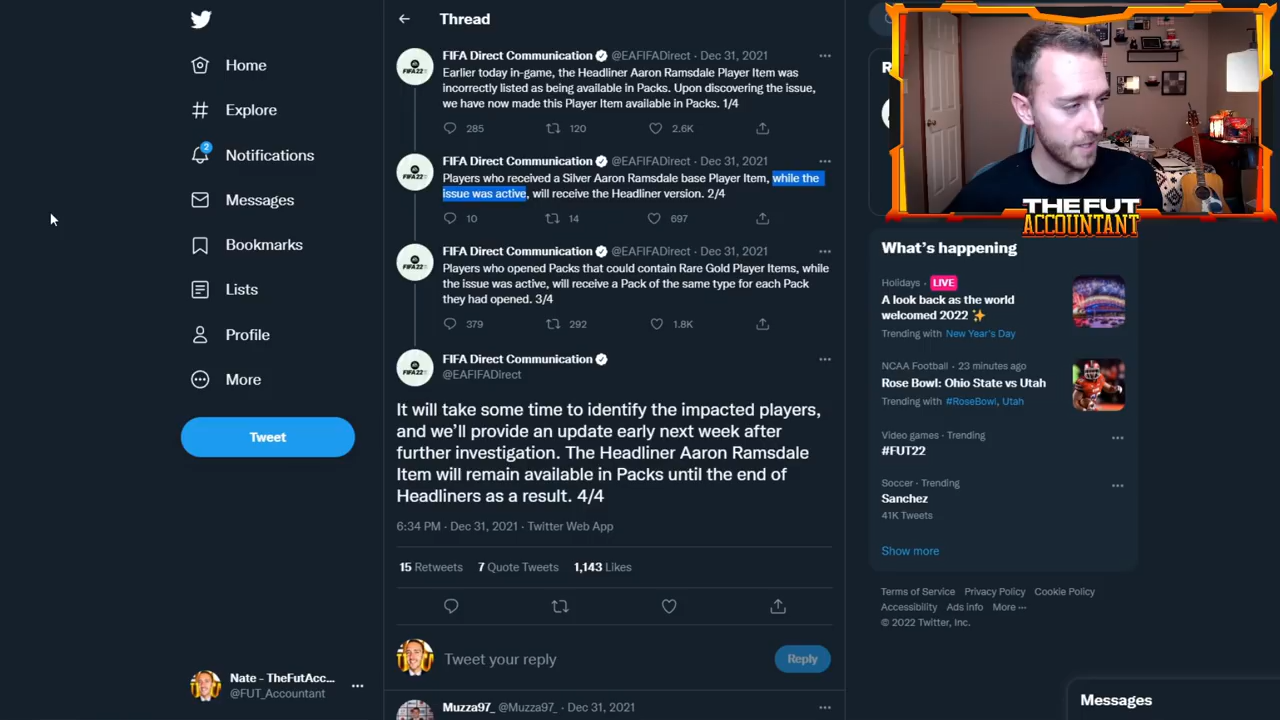 Thread
Home
Explore
2
Notifications
Messages
Bookmarks
Lists
Profile
More
Tweet
Nate - TheFutAcc...
@FUT_Accountant
FIFA Direct Communication @EAFIFADirect · Dec 31, 2021
Earlier today in-game, the Headliner Aaron Ramsdale Player Item was
incorrectly listed as being available in Packs. Upon discovering the issue,
we have now made this Player Item available in Packs. 1/4
285 120 2.6K
FIFA Direct Communication @EAFIFADirect · Dec 31, 2021
Players who received a Silver Aaron Ramsdale base Player Item, while the
issue was active, will receive the Headliner version. 2/4
10 14 697
FIFA Direct Communication @EAFIFADirect · Dec 31, 2021
Players who opened Packs that could contain Rare Gold Player Items, while
the issue was active, will receive a Pack of the same type for each Pack
they had opened. 3/4
379 292 1.8K
FIFA Direct Communication
@EAFIFADirect
It will take some time to identify the impacted players,
and we'll provide an update early next week after
further investigation. The Headliner Aaron Ramsdale
Item will remain available in Packs until the end of
Headliners as a result. 4/4
6:34 PM · Dec 31, 2021 · Twitter Web App
15 Retweets 7 Quote Tweets 1,143 Likes
Tweet your reply
Reply
Muzza97_ @Muzza97_ · Dec 31, 2021
THE FUT
ACCOUNTANT
What's happening
Holidays · LIVE
A look back as the world
welcomed 2022
Trending with New Year's Day
NCAA Football · 23 minutes ago
Rose Bowl: Ohio State vs Utah
Trending with #RoseBowl, Utah
Video games · Trending
#FUT22
Soccer · Trending
Sanchez
41K Tweets
Show more
Terms of Service Privacy Policy Cookie Policy
Accessibility Ads info More ···
© 2022 Twitter, Inc.
Messages